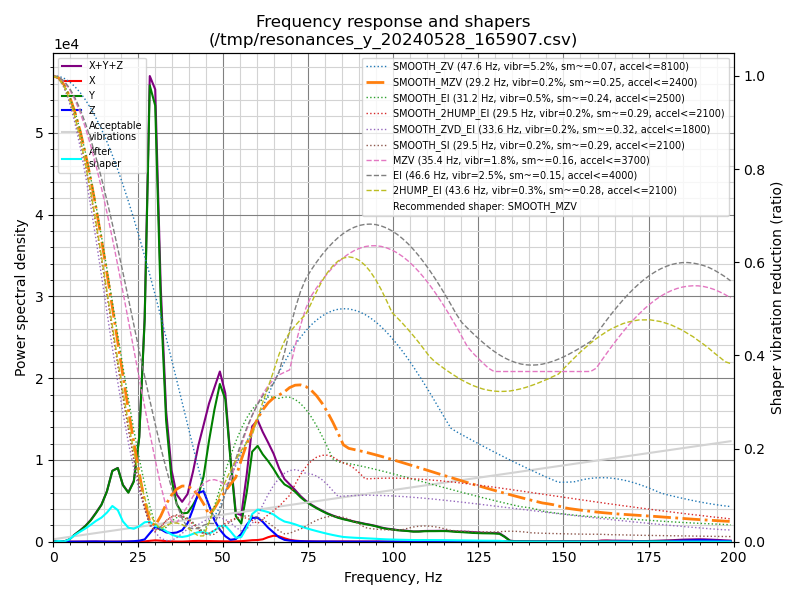 Frequency response and shapers
(/tmp/resonances_y_20240528_165907.csv)
1e4
X+Y+Z
X
Y
Z
Acceptable
vibrations
After
shaper
SMOOTH_ZV (47.6 Hz, vibr=5.2%, sm~=0.07, accel<=8100)
SMOOTH_MZV (29.2 Hz, vibr=0.2%, sm~=0.25, accel<=2400)
SMOOTH_EI (31.2 Hz, vibr=0.5%, sm~=0.24, accel<=2500)
SMOOTH_2HUMP_EI (29.5 Hz, vibr=0.2%, sm~=0.29, accel<=2100)
SMOOTH_ZVD_EI (33.6 Hz, vibr=0.2%, sm~=0.32, accel<=1800)
SMOOTH_SI (29.5 Hz, vibr=0.2%, sm~=0.29, accel<=2100)
MZV (35.4 Hz, vibr=1.8%, sm~=0.16, accel<=3700)
EI (46.6 Hz, vibr=2.5%, sm~=0.15, accel<=4000)
2HUMP_EI (43.6 Hz, vibr=0.3%, sm~=0.28, accel<=2100)
Recommended shaper: SMOOTH_MZV
Power spectral density
5
4
3
2
1
0
1.0
0.8
0.6
0.4
0.2
0.0
Shaper vibration reduction (ratio)
0 25 50 75 100 125 150 175 200
Frequency, Hz